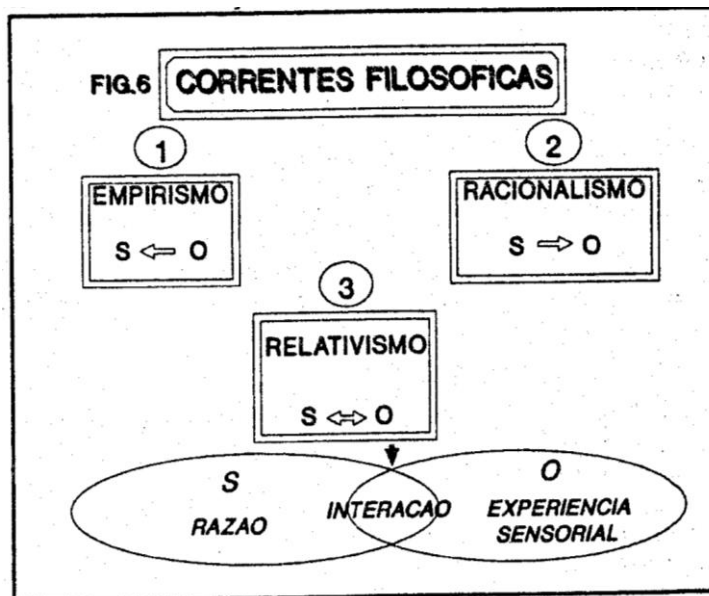 FIG.6 CORRENTES FILOSOFICAS
1
EMPIRISMO
S ⇐ O
2
RACIONALISMO
S ⇒ O
3
RELATIVISMO
S ⇔ O
S
RAZAO
INTERACAO
O
EXPERIENCIA
SENSORIAL